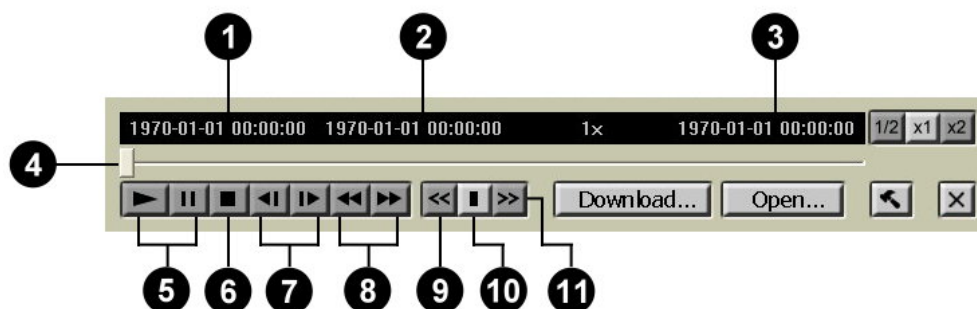 1 2 3
1970-01-01 00:00:00 1970-01-01 00:00:00 1x 1970-01-01 00:00:00 1/2 x1 x2
4
<< >> Download... Open...
5 6 7 8 9 10 11